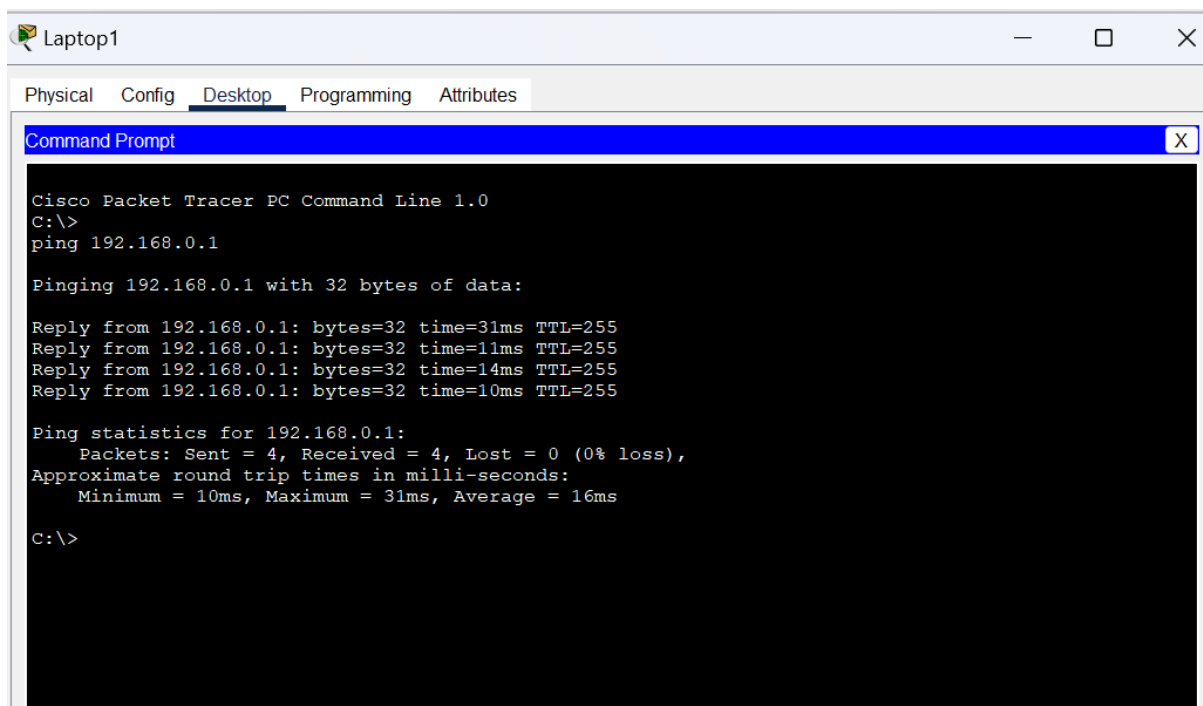 Laptop1
Physical Config Desktop Programming Attributes
Command Prompt
X
Cisco Packet Tracer PC Command Line 1.0
C:\>
ping 192.168.0.1
Pinging 192.168.0.1 with 32 bytes of data:
Reply from 192.168.0.1: bytes=32 time=31ms TTL=255
Reply from 192.168.0.1: bytes=32 time=11ms TTL=255
Reply from 192.168.0.1: bytes=32 time=14ms TTL=255
Reply from 192.168.0.1: bytes=32 time=10ms TTL=255
Ping statistics for 192.168.0.1:
Packets: Sent = 4, Received = 4, Lost = 0 (0% loss),
Approximate round trip times in milli-seconds:
Minimum = 10ms, Maximum = 31ms, Average = 16ms
C:\>